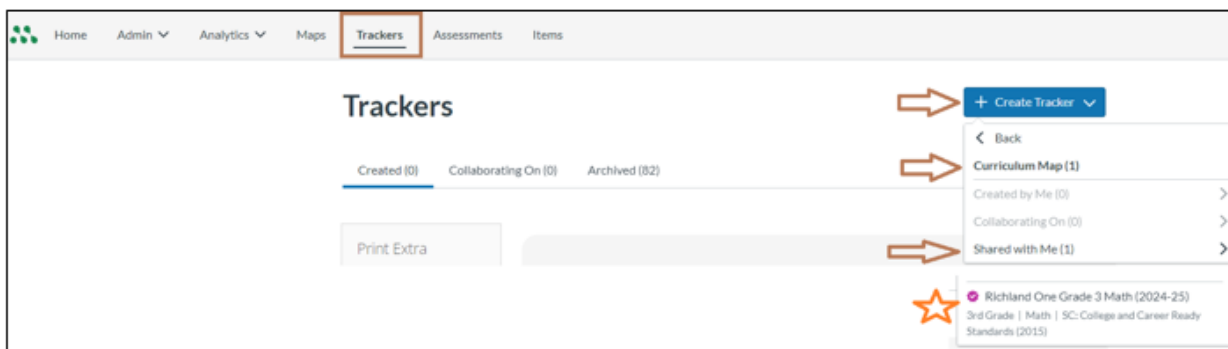 Home Admin Analytics Maps Trackers Assessments Items
Trackers
+ Create Tracker
Back
Created (0) Collaborating On (0) Archived (82)
Curriculum Map (1)
Created by Me (0)
Collaborating On (0)
Print Extra
Shared with Me (1)
Richland One Grade 3 Math (2024-25)
3rd Grade | Math | SC: College and Career Ready
Standards (2015)